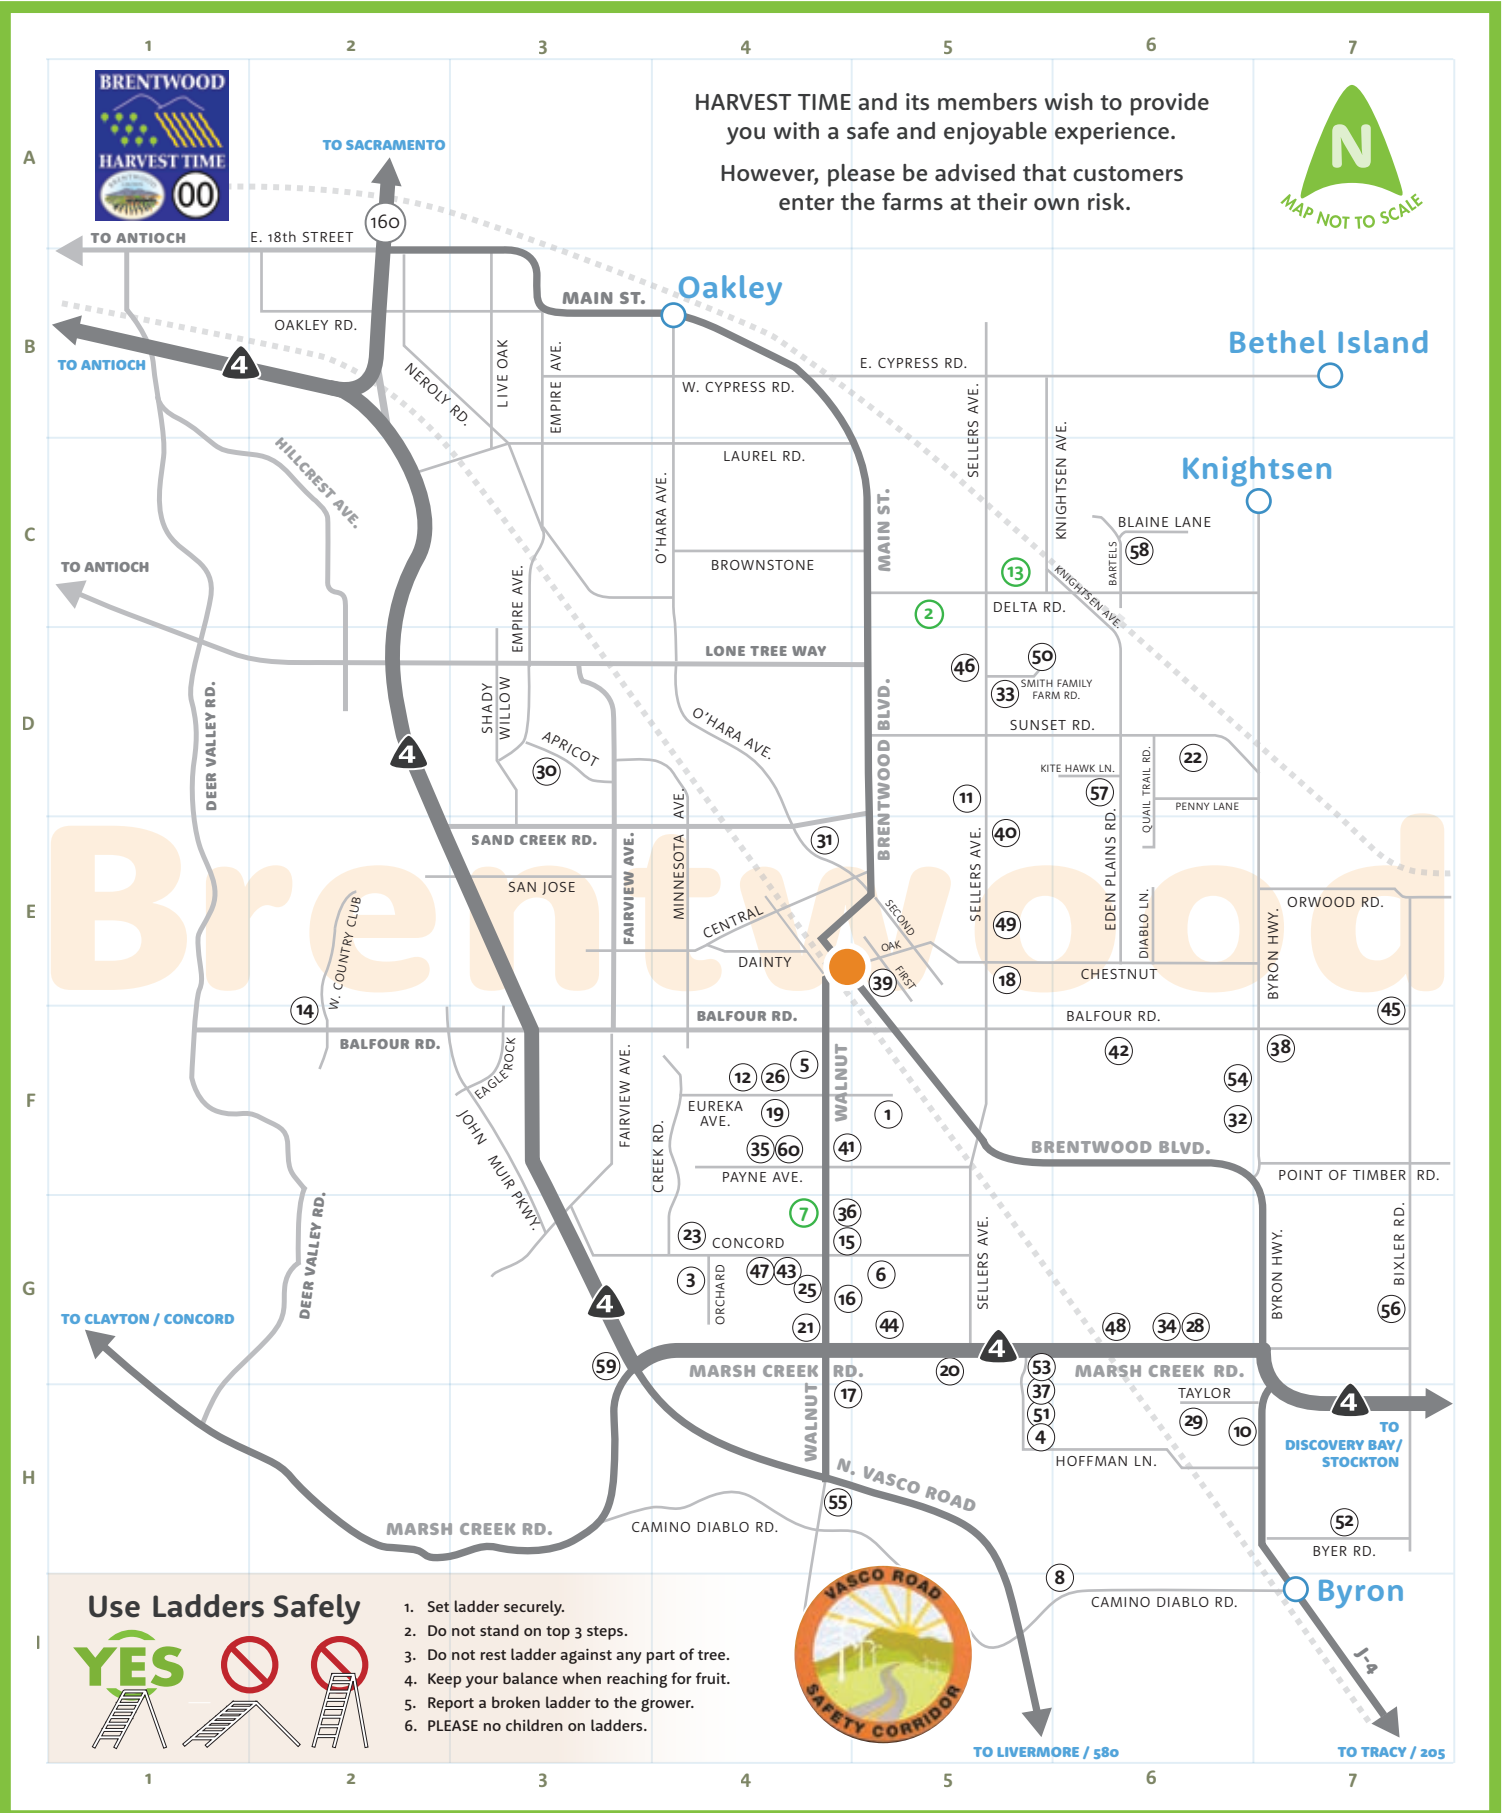 1 2 3 4 5 6 7
BRENTWOOD
HARVEST TIME
00
HARVEST TIME and its members wish to provide
you with a safe and enjoyable experience.
However, please be advised that customers
enter the farms at their own risk.
N
MAP NOT TO SCALE
A
TO SACRAMENTO
160
TO ANTIOCH
E. 18th STREET
MAIN ST.
Oakley
OAKLEY RD.
B
TO ANTIOCH
4
NEROLY RD.
LIVE OAK
EMPIRE AVE.
W. CYPRESS RD.
E. CYPRESS RD.
SELLERS AVE.
Bethel Island
HILLCREST AVE.
LAUREL RD.
KNIGHTSEN AVE.
Knightsen
C
O'HARA AVE.
MAIN ST.
BLAINE LANE
58
BARTELS
TO ANTIOCH
BROWNSTONE
EMPIRE AVE.
13
KNIGHTSEN AVE.
2
DELTA RD.
LONE TREE WAY
46
50
33
SMITH FAMILY
FARM RD.
D
DEER VALLEY RD.
SHADY
WILLOW
O'HARA AVE.
BRENTWOOD BLVD.
SUNSET RD.
4
APRICOT
30
KITE HAWK LN.
57
QUAIL TRAIL RD.
22
PENNY LANE
11
MINNESOTA AVE.
Brentwood
SAND CREEK RD.
31
40
SELLERS AVE.
EDEN PLAINS RD.
E
SAN JOSE
FAIRVIEW AVE.
CENTRAL
SECOND
OAK
FIRST
49
DIABLO LN.
ORWOOD RD.
BYRON HWY.
W. COUNTRY CLUB
DAINTY
39
18
CHESTNUT
14
45
BALFOUR RD.
BALFOUR RD.
BALFOUR RD.
EAGLEROCK
WALNUT
42
38
F
5
12
26
54
FAIRVIEW AVE.
EUREKA
AVE.
19
1
32
JOHN MUIR PKWY.
CREEK RD.
35
60
41
BRENTWOOD BLVD.
PAYNE AVE.
POINT OF TIMBER RD.
DEER VALLEY RD.
7
36
23
CONCORD
15
SELLERS AVE.
BYRON HWY.
BIXLER RD.
G
3
ORCHARD
47
43
25
6
16
56
TO CLAYTON / CONCORD
4
21
44
48
34
28
59
4
MARSH CREEK RD.
20
53
MARSH CREEK RD.
WALNUT
17
37
TAYLOR
4
51
29
10
TO
DISCOVERY BAY/
STOCKTON
4
HOFFMAN LN.
H
N. VASCO ROAD
55
MARSH CREEK RD.
CAMINO DIABLO RD.
52
BYER RD.
8
Byron
CAMINO DIABLO RD.
I
Use Ladders Safely
YES
1. Set ladder securely.
2. Do not stand on top 3 steps.
3. Do not rest ladder against any part of tree.
4. Keep your balance when reaching for fruit.
5. Report a broken ladder to the grower.
6. PLEASE no children on ladders.
VASCO ROAD
SAFETY CORRIDOR
J-4
TO LIVERMORE / 580
TO TRACY / 205
1 2 3 4 5 6 7